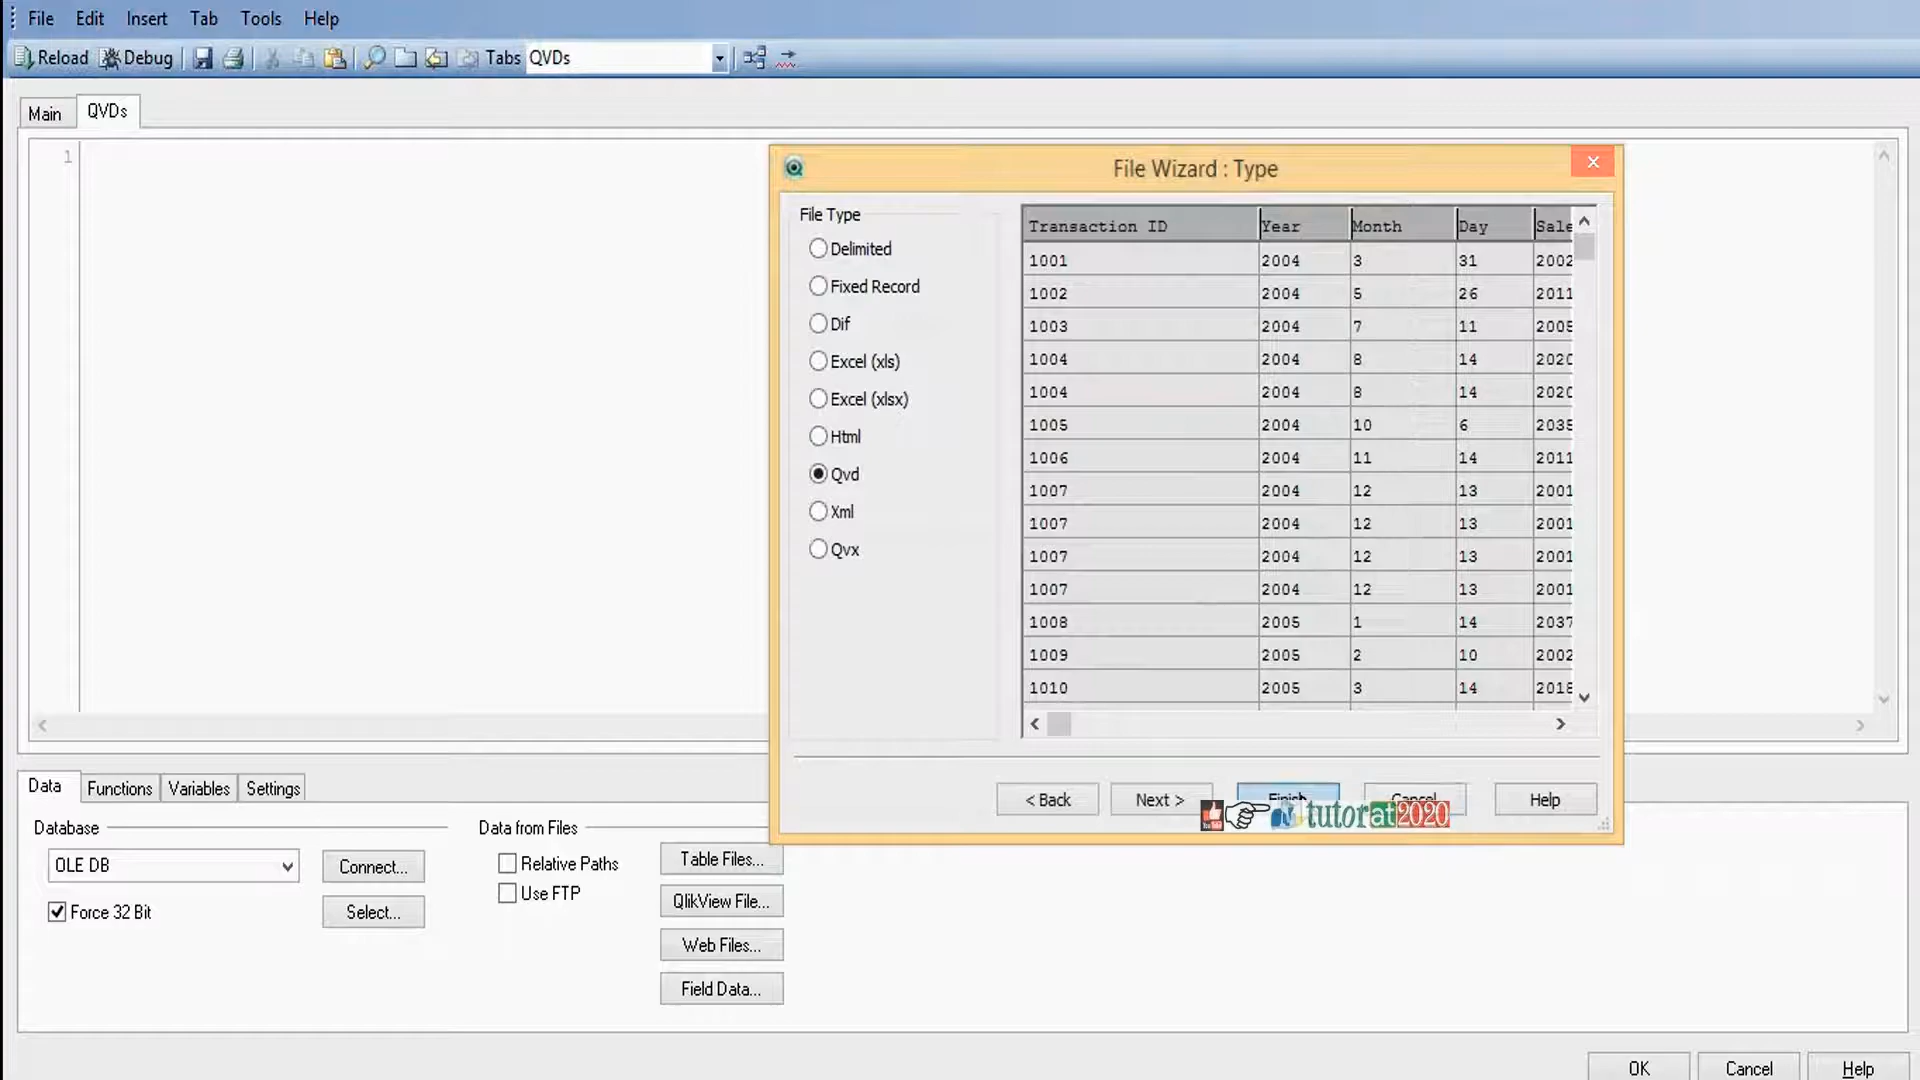 File Edit Insert Tab Tools Help
Reload Debug Tabs QVDs
Main QVDs
1
File Wizard : Type
File Type
Delimited
Fixed Record
Dif
Excel (xls)
Excel (xlsx)
Html
Qvd
Xml
Qvx
Transaction ID Year Month Day Sale
1001 2004 3 31 2002
1002 2004 5 26 2011
1003 2004 7 11 2005
1004 2004 8 14 2020
1004 2004 8 14 2020
1005 2004 10 6 2035
1006 2004 11 14 2011
1007 2004 12 13 2001
1007 2004 12 13 2001
1007 2004 12 13 2001
1007 2004 12 13 2001
1008 2005 1 14 2037
1009 2005 2 10 2002
1010 2005 3 14 2018
< Back Next > Finish Cancel Help
tutorat2020
Data Functions Variables Settings
Database
OLE DB
Connect...
Force 32 Bit
Select...
Data from Files
Relative Paths
Use FTP
Table Files...
QlikView File...
Web Files...
Field Data...
OK Cancel Help